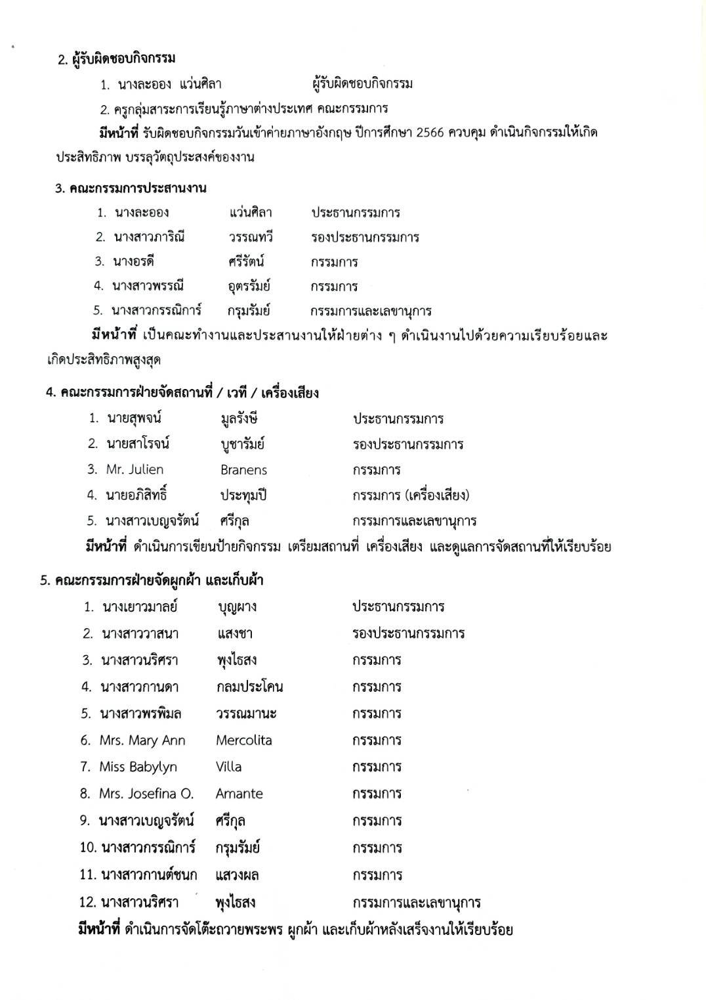 2. ผู้รับผิดชอบกิจกรรม
1. นางละออง แว่นศิลา ผู้รับผิดชอบกิจกรรม
2. ครูกลุ่มสาระการเรียนรู้ภาษาต่างประเทศ คณะกรรมการ
มีหน้าที่ รับผิดชอบกิจกรรมวันเข้าค่ายภาษาอังกฤษ ปีการศึกษา 2566 ควบคุม ดำเนินกิจกรรมให้เกิด
ประสิทธิภาพ บรรลุวัตถุประสงค์ของงาน
3. คณะกรรมการประสานงาน
1. นางละออง แว่นศิลา ประธานกรรมการ
2. นางสาวภาริณี วรรณทวี รองประธานกรรมการ
3. นางอรดี ศรีรัตน์ กรรมการ
4. นางสาวพรรณี อุตรรัมย์ กรรมการ
5. นางสาวกรรณิการ์ กรุมรัมย์ กรรมการและเลขานุการ
มีหน้าที่ เป็นคณะทำงานและประสานงานให้ฝ่ายต่าง ๆ ดำเนินงานไปด้วยความเรียบร้อยและ
เกิดประสิทธิภาพสูงสุด
4. คณะกรรมการฝ่ายจัดสถานที่ / เวที / เครื่องเสียง
1. นายสุพจน์ มูลรังษี ประธานกรรมการ
2. นายสาโรจน์ บูชารัมย์ รองประธานกรรมการ
3. Mr. Julien Branens กรรมการ
4. นายอภิสิทธิ์ ประทุมปี กรรมการ (เครื่องเสียง)
5. นางสาวเบญจรัตน์ ศรีกุล กรรมการและเลขานุการ
มีหน้าที่ ดำเนินการเขียนป้ายกิจกรรม เตรียมสถานที่ เครื่องเสียง และดูแลการจัดสถานที่ให้เรียบร้อย
5. คณะกรรมการฝ่ายจัดผูกผ้า และเก็บผ้า
1. นางเยาวมาลย์ บุญผาง ประธานกรรมการ
2. นางสาววาสนา แสงชา รองประธานกรรมการ
3. นางสาวนริศรา พุงไธสง กรรมการ
4. นางสาวกานดา กลมประโคน กรรมการ
5. นางสาวพรพิมล วรรณมานะ กรรมการ
6. Mrs. Mary Ann Mercolita กรรมการ
7. Miss Babylyn Villa กรรมการ
8. Mrs. Josefina O. Amante กรรมการ
9. นางสาวเบญจรัตน์ ศรีกุล กรรมการ
10. นางสาวกรรณิการ์ กรุมรัมย์ กรรมการ
11. นางสาวกานต์ชนก แสวงผล กรรมการ
12. นางสาวนริศรา พุงไธสง กรรมการและเลขานุการ
มีหน้าที่ ดำเนินการจัดโต๊ะถวายพระพร ผูกผ้า และเก็บผ้าหลังเสร็จงานให้เรียบร้อย